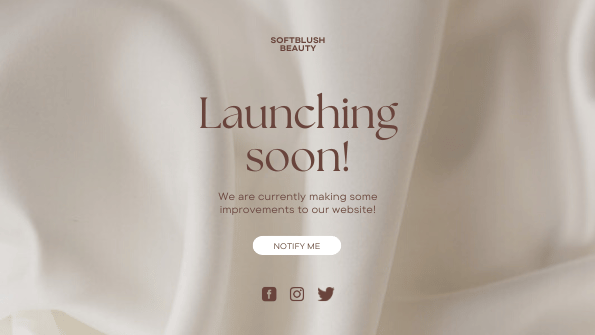 SOFTBLUSH
BEAUTY
Launching
soon!
We are currently making some
improvements to our website!
NOTIFY ME